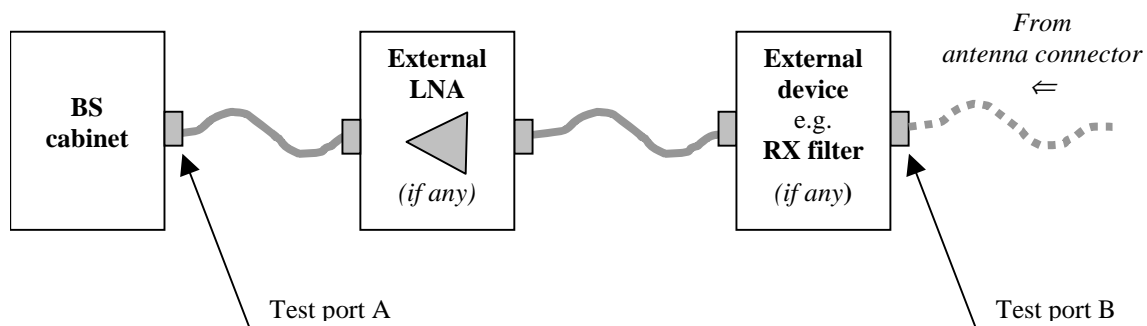 BS
cabinet
External
LNA
(if any)
External
device
e.g.
RX filter
(if any)
From
antenna connector
⇐
Test port A
Test port B